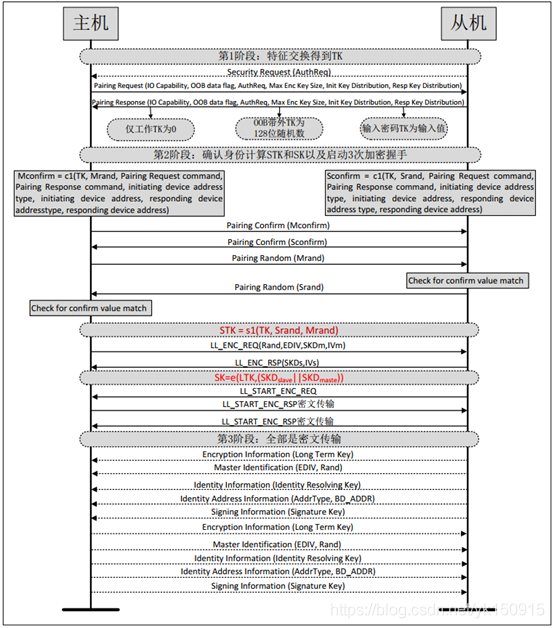 主机
从机
第1阶段：特征交换得到TK
Security Request (AuthReq)
Pairing Request (IO Capability, OOB data flag, AuthReq, Max Enc Key Size, Init Key Distribution, Resp Key Distribution)
Pairing Response (IO Capability, OOB data flag, AuthReq, Max Enc Key Size, Init Key Distribution, Resp Key Distribution)
仅工作TK为0
OOB带外TK为
128位随机数
输入密码TK为输入值
第2阶段：确认身份计算STK和SK以及启动3次加密握手
Mconfirm = c1(TK, Mrand, Pairing Request command,
Pairing Response command, initiating device address
type, initiating device address, responding device
addresstype, responding device address)
Sconfirm = c1(TK, Srand, Pairing Request command,
Pairing Response command, initiating device address
type, initiating device address, responding device
address type, responding device address)
Pairing Confirm (Mconfirm)
Pairing Confirm (Sconfirm)
Pairing Random (Mrand)
Check for confirm value match
Pairing Random (Srand)
Check for confirm value match
STK = s1(TK, Srand, Mrand)
LL_ENC_REQ(Rand,EDIV,SKDm,IVm)
LL_ENC_RSP(SKDs,IVs)
SK=e(LTK,(SKDslave||SKDmaste))
LL_START_ENC_REQ
LL_START_ENC_RSP密文传输
LL_START_ENC_RSP密文传输
第3阶段：全部是密文传输
Encryption Information (Long Term Key)
Master Identification (EDIV, Rand)
Identity Information (Identity Resolving Key)
Identity Address Information (AddrType, BD_ADDR)
Signing Information (Signature Key)
Encryption Information (Long Term Key)
Master Identification (EDIV, Rand)
Identity Information (Identity Resolving Key)
Identity Address Information (AddrType, BD_ADDR)
Signing Information (Signature Key)